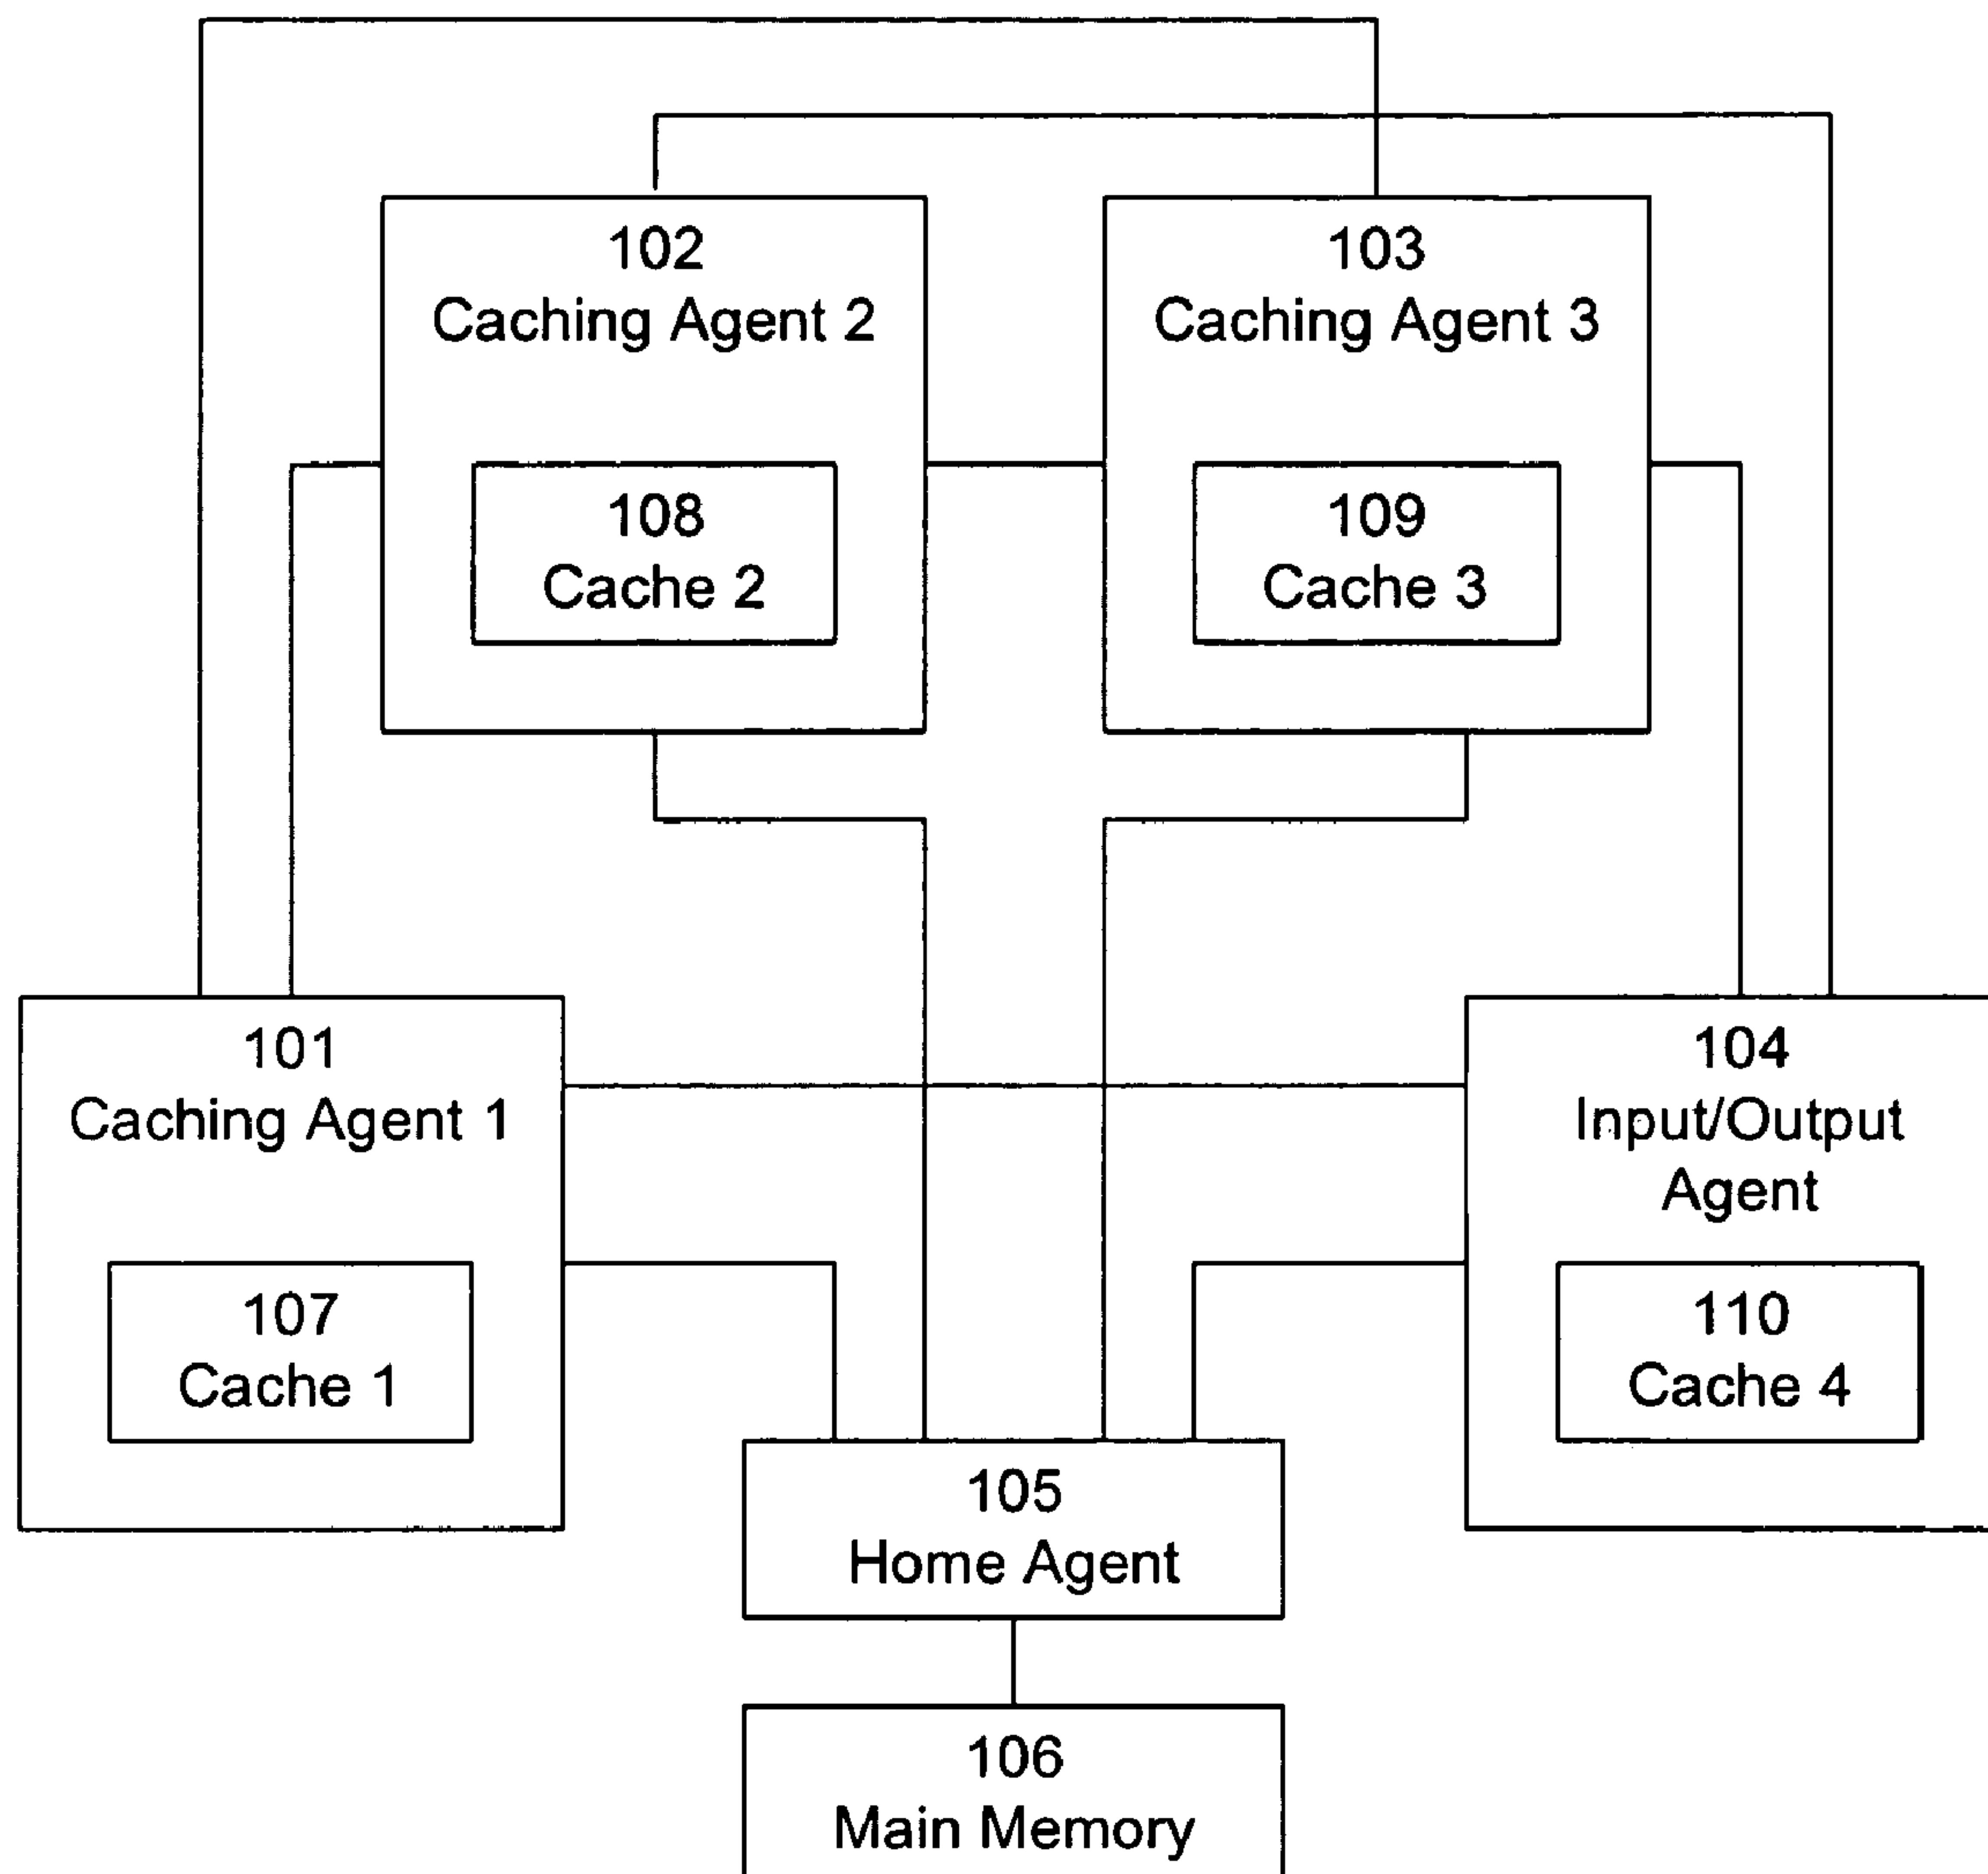 102
Caching Agent 2
108
Cache 2
103
Caching Agent 3
109
Cache 3
101
Caching Agent 1
107
Cache 1
104
Input/Output
Agent
110
Cache 4
105
Home Agent
106
Main Memory